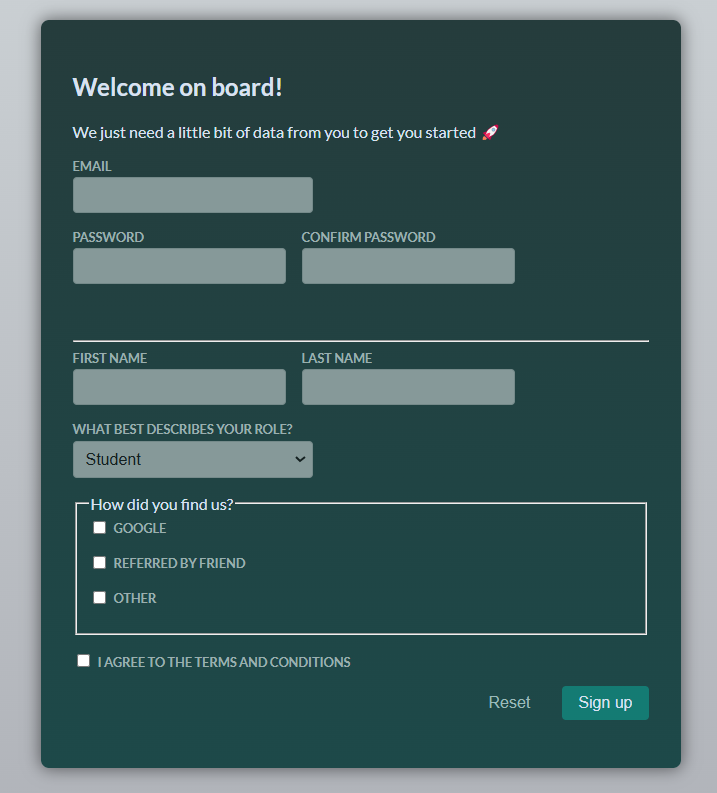 Welcome on board!
We just need a little bit of data from you to get you started 🚀
EMAIL
PASSWORD CONFIRM PASSWORD
FIRST NAME LAST NAME
WHAT BEST DESCRIBES YOUR ROLE?
Student
How did you find us?
GOOGLE
REFERRED BY FRIEND
OTHER
I AGREE TO THE TERMS AND CONDITIONS
Reset Sign up